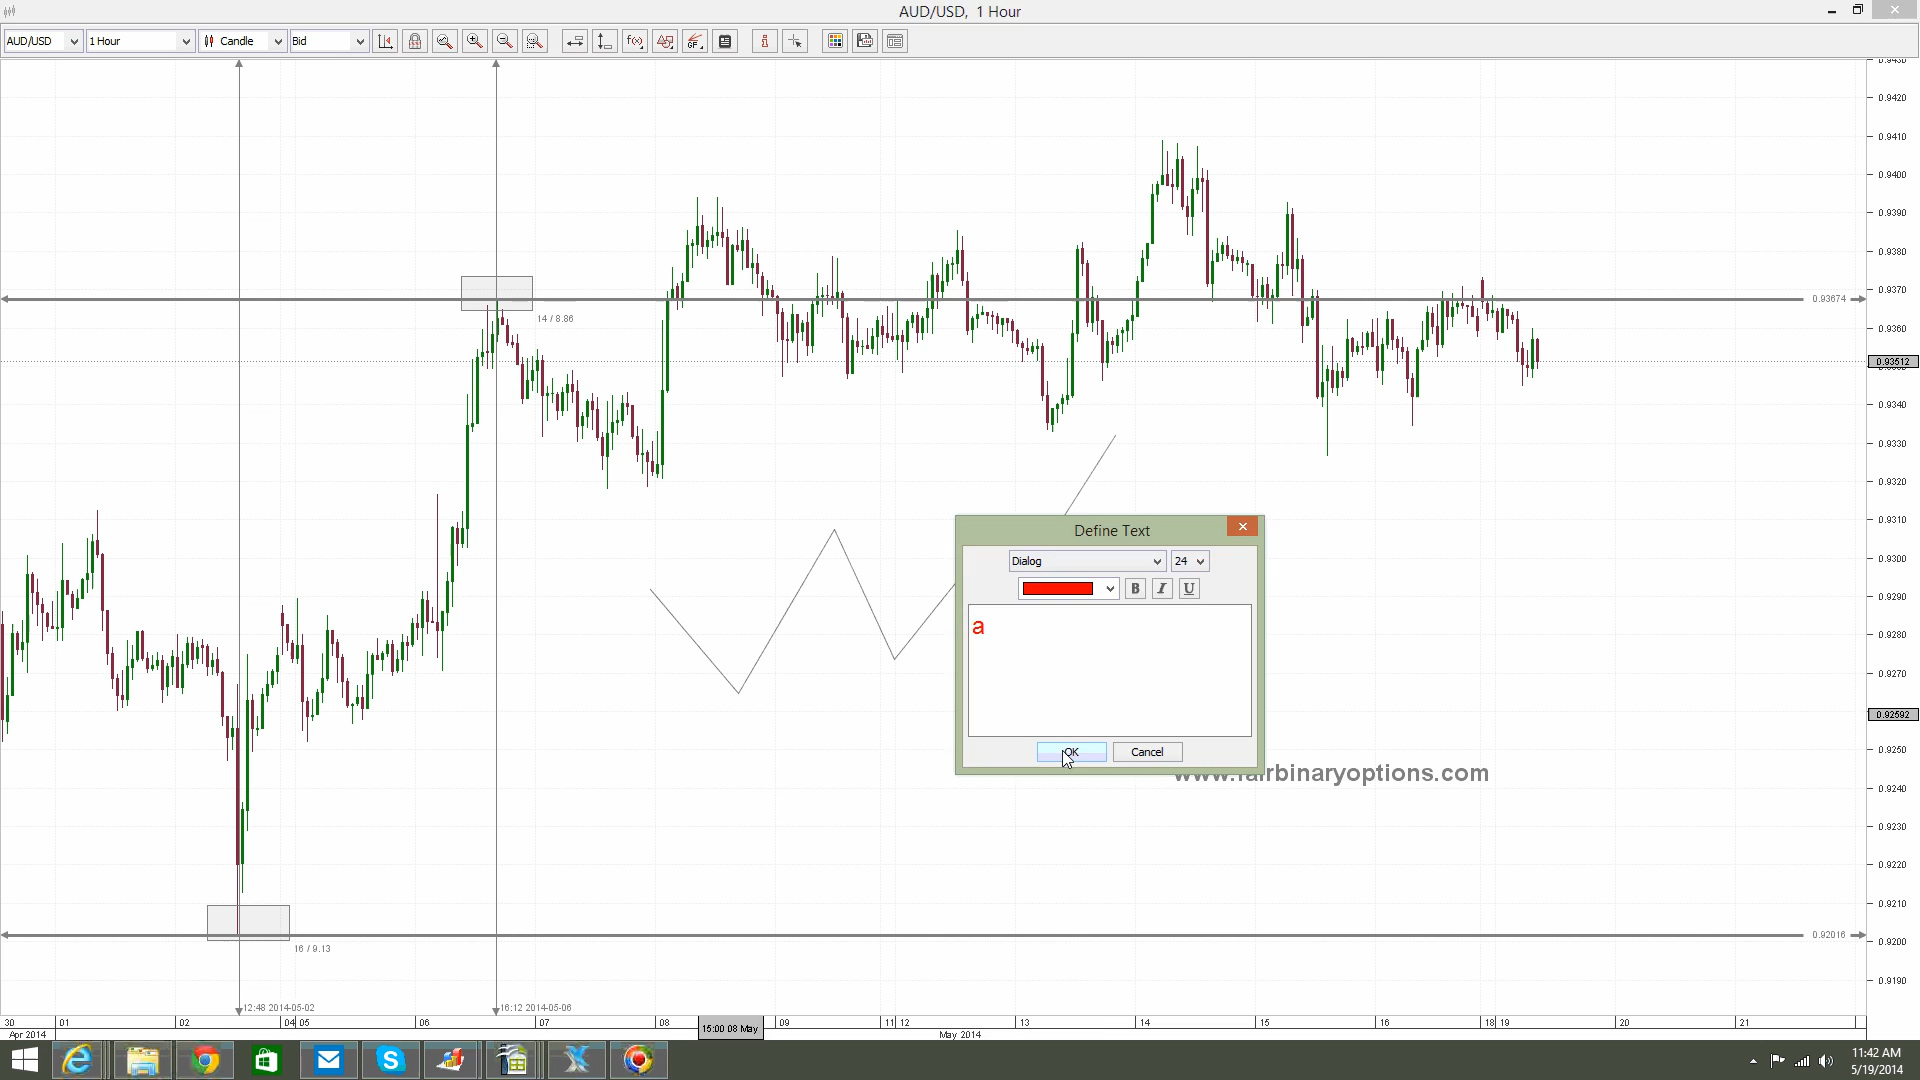 AUD/USD, 1 Hour
AUD/USD 1 Hour Candle Bid
f(x) GF i
0.9430
0.9420
0.9410
0.9400
0.9390
0.9380
0.9370
0.93674
14 / 8.86
0.9360
0.93512
0.9340
0.9330
0.9320
0.9310
0.9300
0.9290
0.9280
0.9270
0.92592
0.9250
0.9240
0.9230
0.9220
0.9210
0.92016
0.9200
0.9190
Define Text
Dialog 24
B I U
a
OK Cancel
www.fairbinaryoptions.com
16 / 9.13
12:48 2014-05-02 16:12 2014-05-06
30 01 02 04 05 06 07 08 15:00 08 May 09 11 12 13 14 15 16 18 19 20 21
Apr 2014 May 2014
11:42 AM
5/19/2014